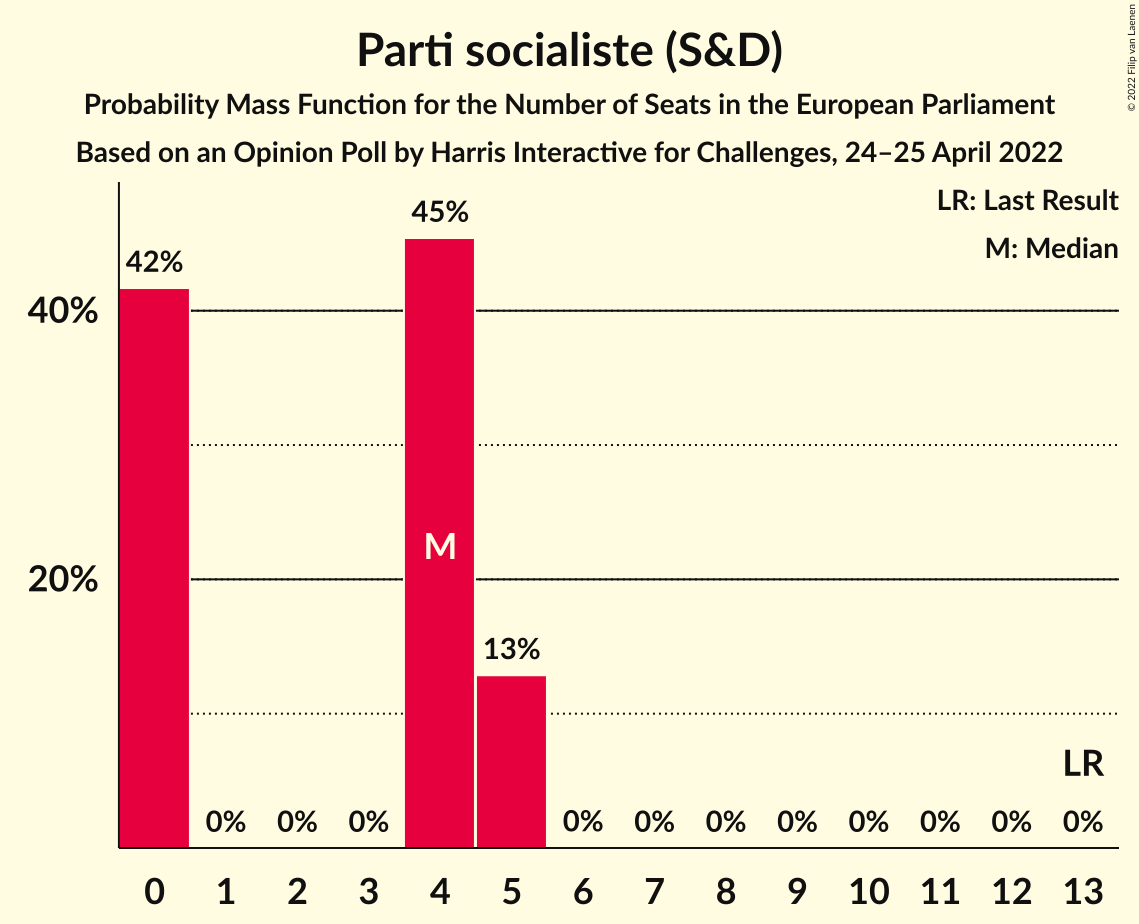 Parti socialiste (S&D)
Probability Mass Function for the Number of Seats in the European Parliament
Based on an Opinion Poll by Harris Interactive for Challenges, 24–25 April 2022
© 2022 Filip van Laenen
LR: Last Result
M: Median
45%
42%
40%
M
20%
13%
LR
0% 0% 0% 0% 0% 0% 0% 0% 0% 0% 0%
0 1 2 3 4 5 6 7 8 9 10 11 12 13